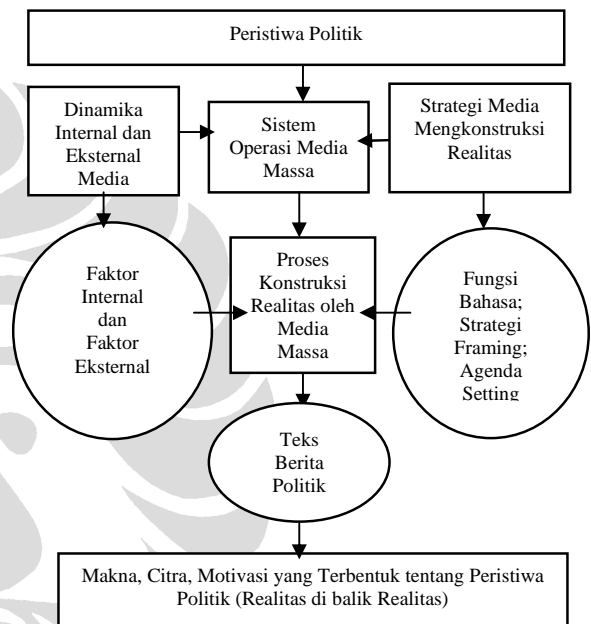 Peristiwa Politik
Dinamika
Internal dan
Eksternal
Media
Sistem
Operasi Media
Massa
Strategi Media
Mengkonstruksi
Realitas
Faktor
Internal
dan
Faktor
Eksternal
Proses
Konstruksi
Realitas oleh
Media
Massa
Fungsi
Bahasa;
Strategi
Framing;
Agenda
Setting
Teks
Berita
Politik
Makna, Citra, Motivasi yang Terbentuk tentang Peristiwa
Politik (Realitas di balik Realitas)